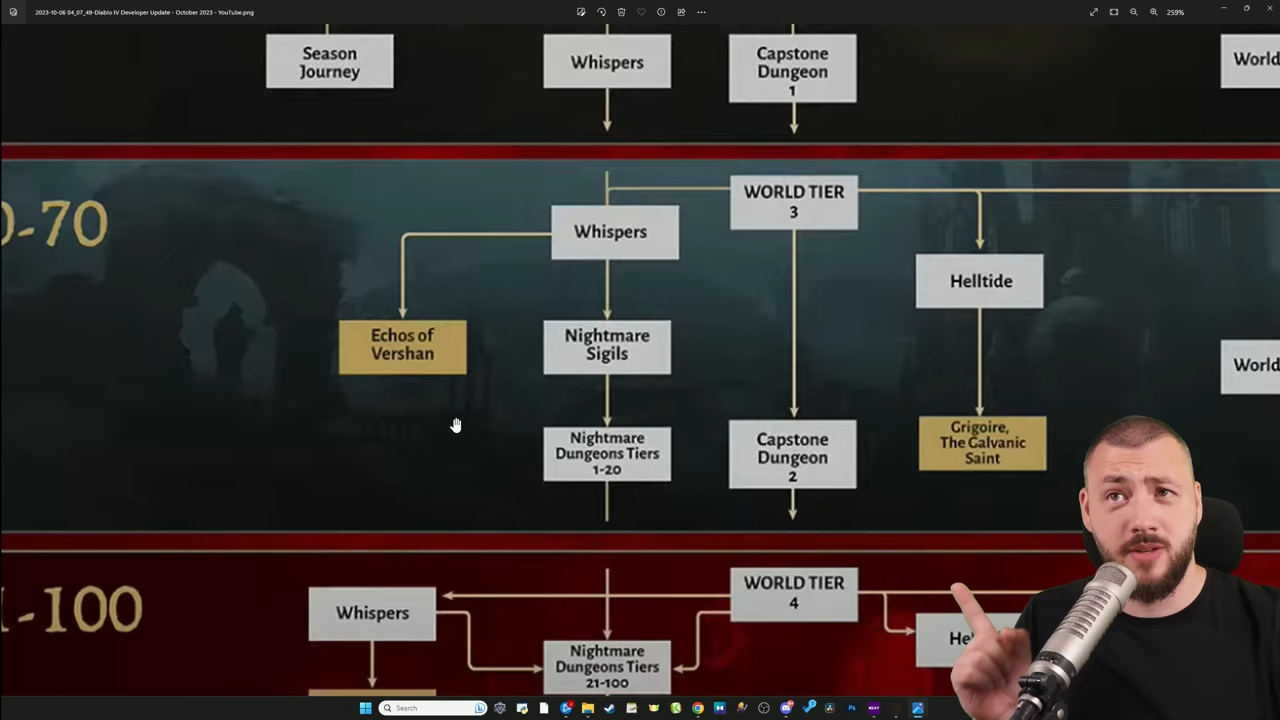 2023-10-06 04_07_49-Diablo IV Developer Update - October 2023 - YouTube.png
259%
Season
Journey
Whispers
Capstone
Dungeon
1
World
0-70
WORLD TIER
3
Whispers
Helltide
Echos of
Vershan
Nightmare
Sigils
World
Nightmare
Dungeons Tiers
1-20
Capstone
Dungeon
2
Grigoire,
The Galvanic
Saint
1-100
WORLD TIER
4
Whispers
Hel
Nightmare
Dungeons Tiers
21-100
Search